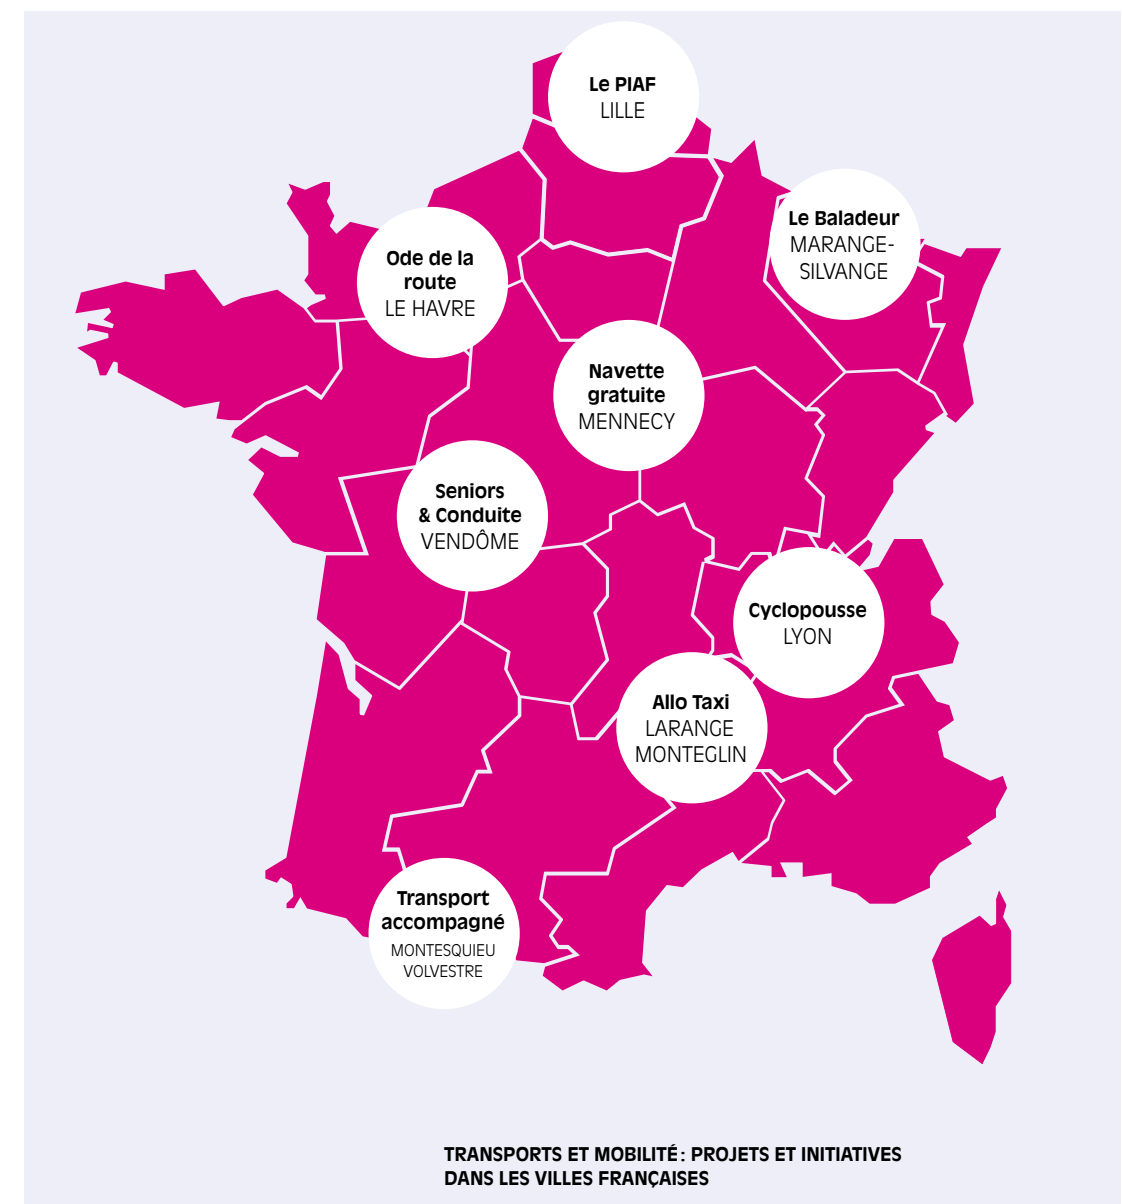 Le PIAF
LILLE
Le Baladeur
MARANGE-
SILVANGE
Ode de la
route
LE HAVRE
Navette
gratuite
MENNECY
Seniors
& Conduite
VENDÔME
Cyclopousse
LYON
Allo Taxi
LARANGE
MONTEGLIN
Transport
accompagné
MONTESQUIEU
VOLVESTRE
TRANSPORTS ET MOBILITÉ : PROJETS ET INITIATIVES
DANS LES VILLES FRANÇAISES